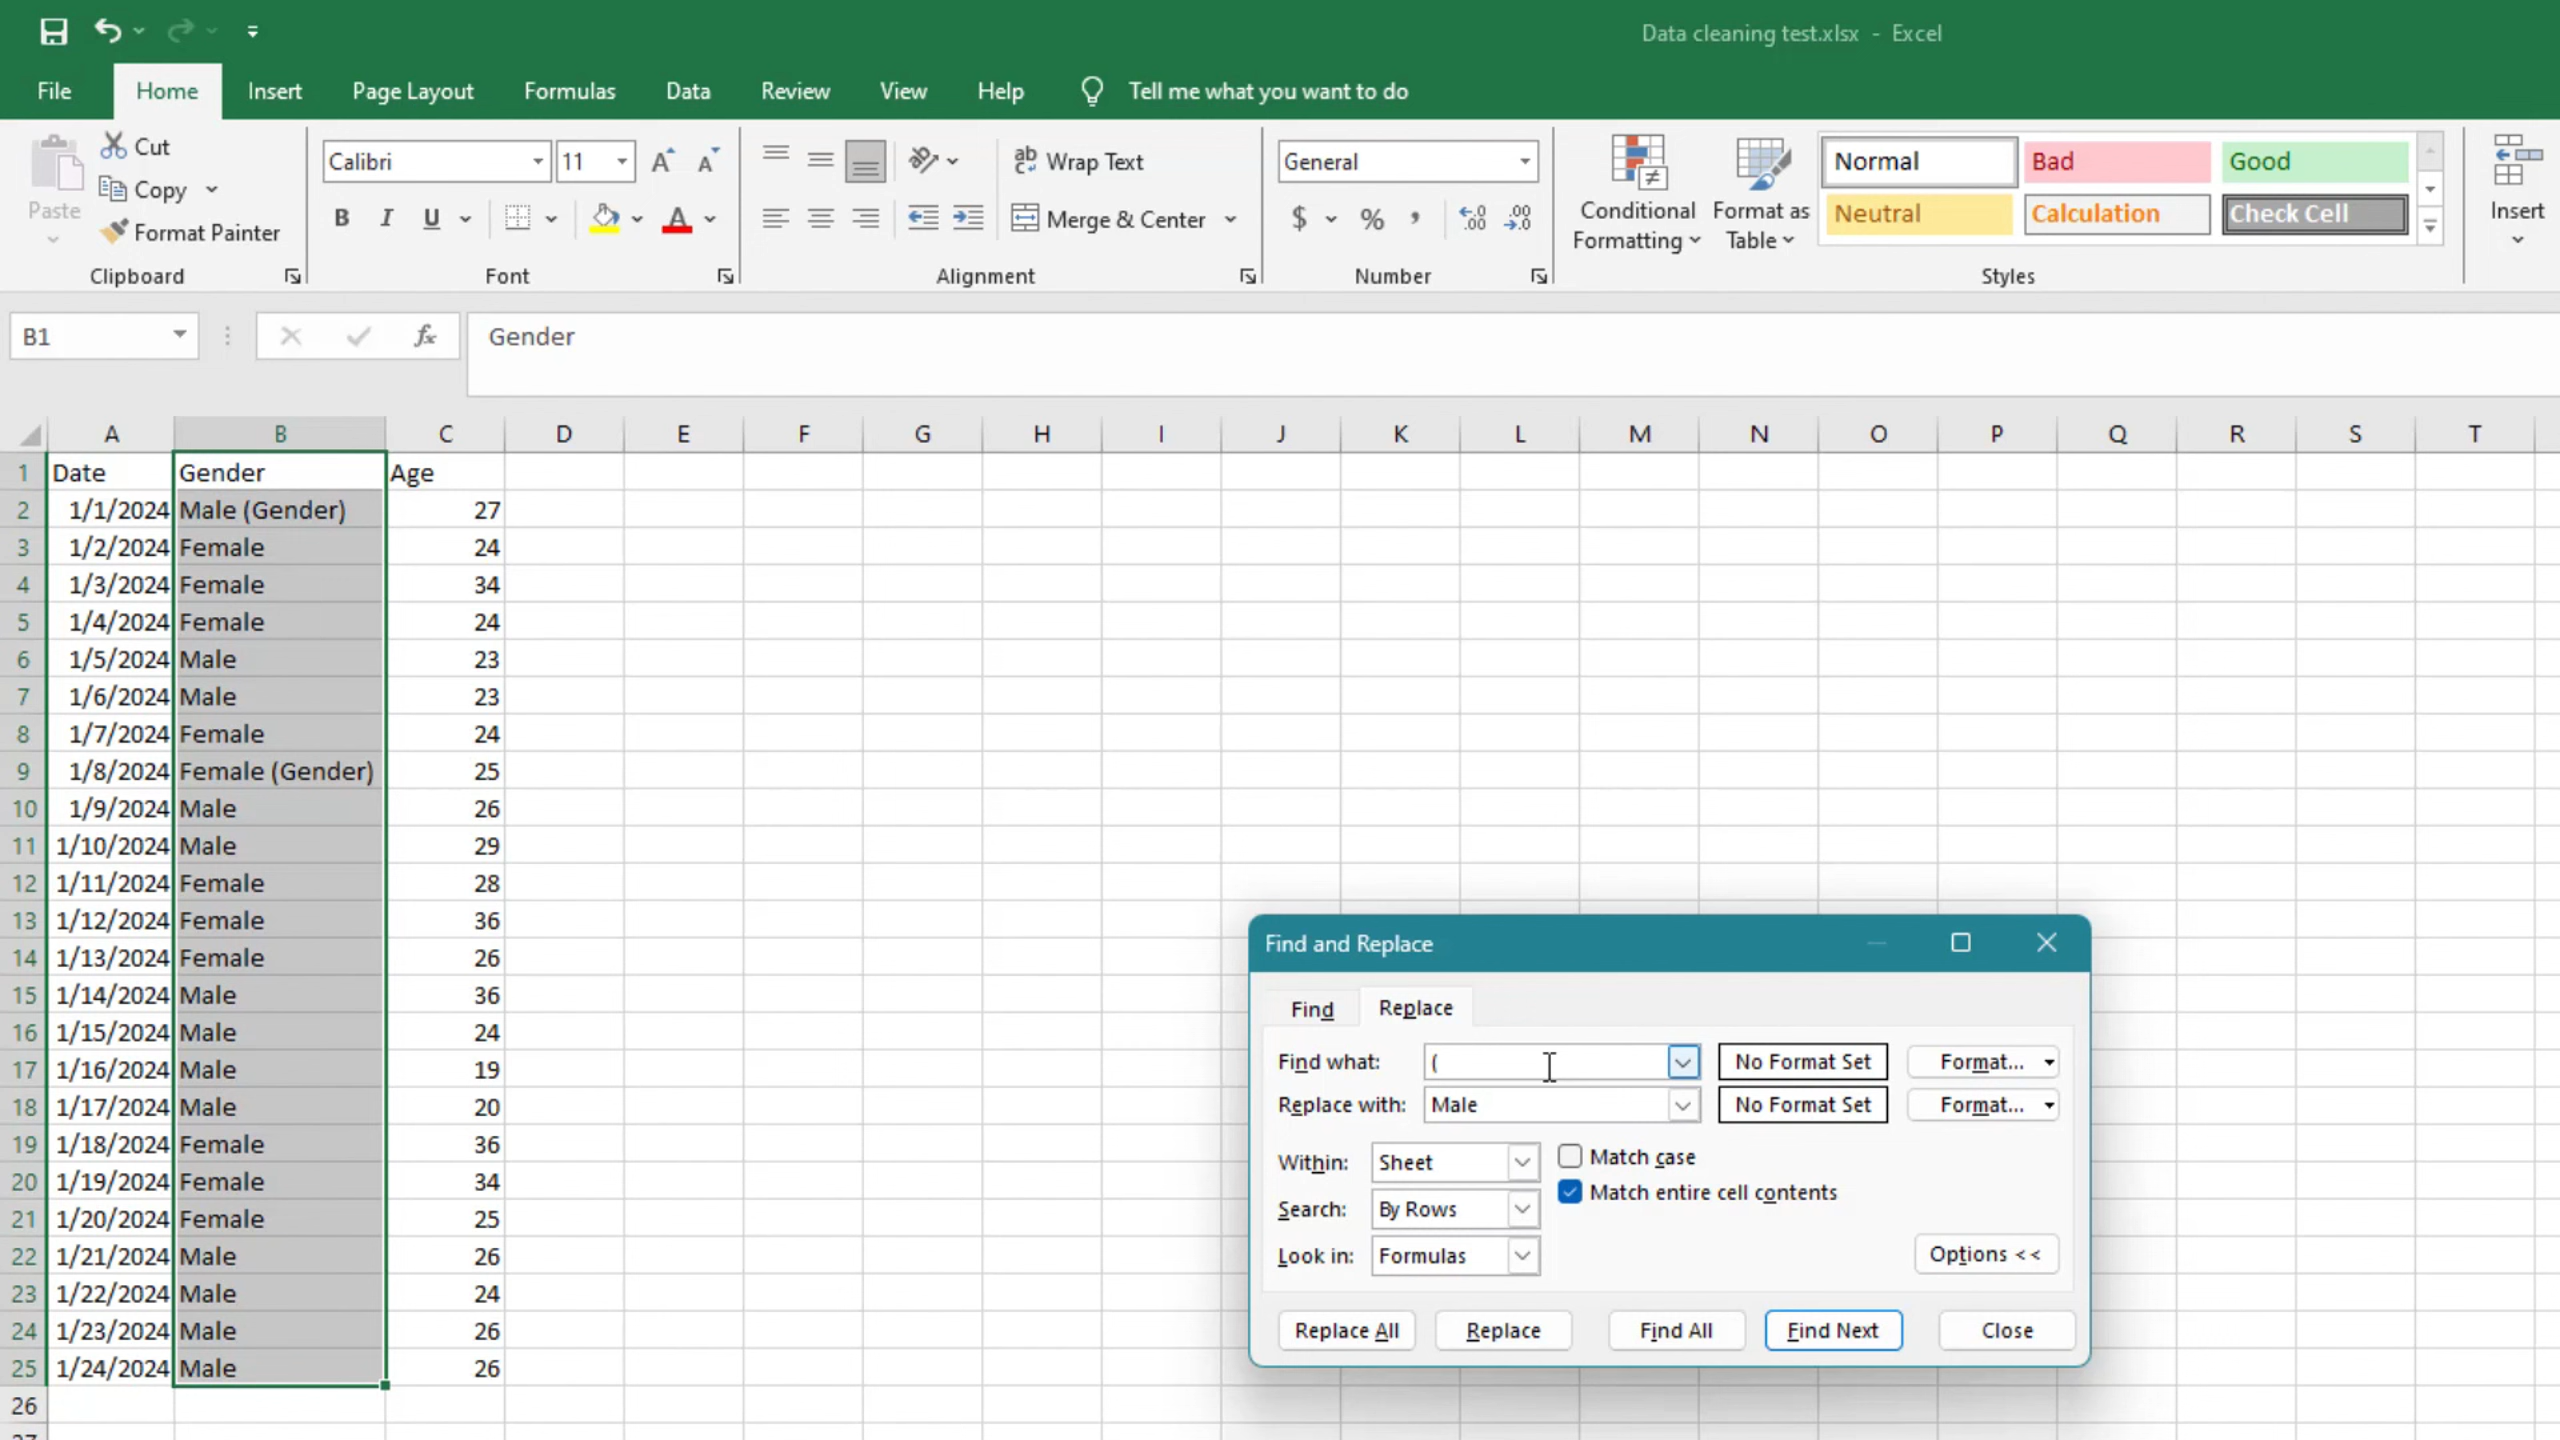 Data cleaning test.xlsx - Excel
File Home Insert Page Layout Formulas Data Review View Help Tell me what you want to do
Paste
Cut
Copy
Format Painter
Clipboard
Calibri 11
B I U
Font
Wrap Text
Merge & Center
Alignment
General
$ % ,
Number
Conditional Formatting
Format as Table
Normal Bad Good
Neutral Calculation Check Cell
Styles
Insert
B1 fx Gender
A B C D E F G H I J K L M N O P Q R S T
1 Date Gender Age
2 1/1/2024 Male (Gender) 27
3 1/2/2024 Female 24
4 1/3/2024 Female 34
5 1/4/2024 Female 24
6 1/5/2024 Male 23
7 1/6/2024 Male 23
8 1/7/2024 Female 24
9 1/8/2024 Female (Gender) 25
10 1/9/2024 Male 26
11 1/10/2024 Male 29
12 1/11/2024 Female 28
13 1/12/2024 Female 36
14 1/13/2024 Female 26
15 1/14/2024 Male 36
16 1/15/2024 Male 24
17 1/16/2024 Male 19
18 1/17/2024 Male 20
19 1/18/2024 Female 36
20 1/19/2024 Female 34
21 1/20/2024 Female 25
22 1/21/2024 Male 26
23 1/22/2024 Male 24
24 1/23/2024 Male 26
25 1/24/2024 Male 26
26
Find and Replace
Find Replace
Find what: ( No Format Set Format...
Replace with: Male No Format Set Format...
Within: Sheet Match case
Match entire cell contents
Search: By Rows
Look in: Formulas Options <<
Replace All Replace Find All Find Next Close